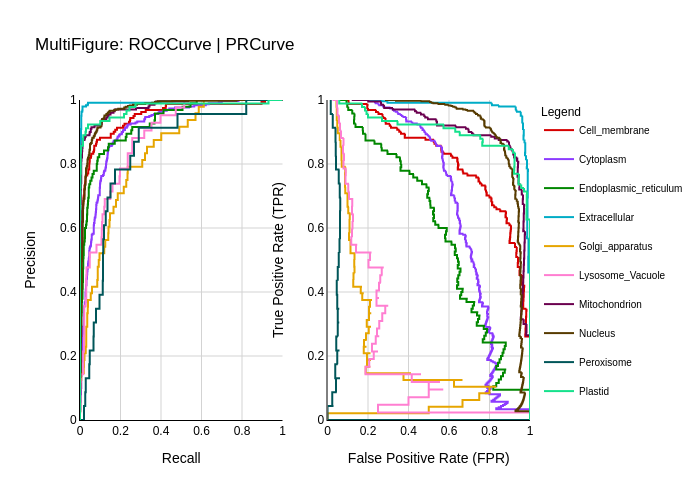 MultiFigure: ROCCurve | PRCurve
Precision
1
0.8
0.6
0.4
0.2
0
0 0.2 0.4 0.6 0.8 1
Recall
True Positive Rate (TPR)
1
0.8
0.6
0.4
0.2
0
0 0.2 0.4 0.6 0.8 1
False Positive Rate (FPR)
Legend
Cell_membrane
Cytoplasm
Endoplasmic_reticulum
Extracellular
Golgi_apparatus
Lysosome_Vacuole
Mitochondrion
Nucleus
Peroxisome
Plastid